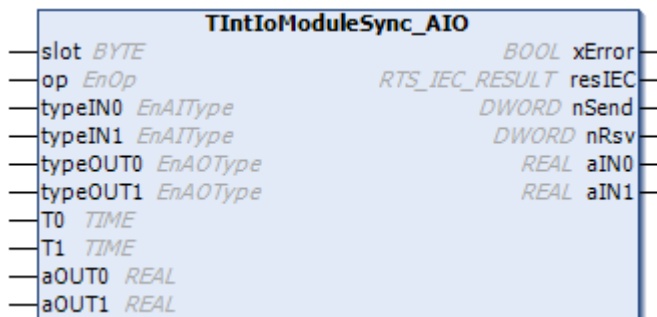 TIntIoModuleSync_AIO
slot BYTE BOOL xError
op EnOp RTS_IEC_RESULT resIEC
typeIN0 EnAIType DWORD nSend
typeIN1 EnAIType DWORD nRsv
typeOUT0 EnAOType REAL aIN0
typeOUT1 EnAOType REAL aIN1
T0 TIME
T1 TIME
aOUT0 REAL
aOUT1 REAL